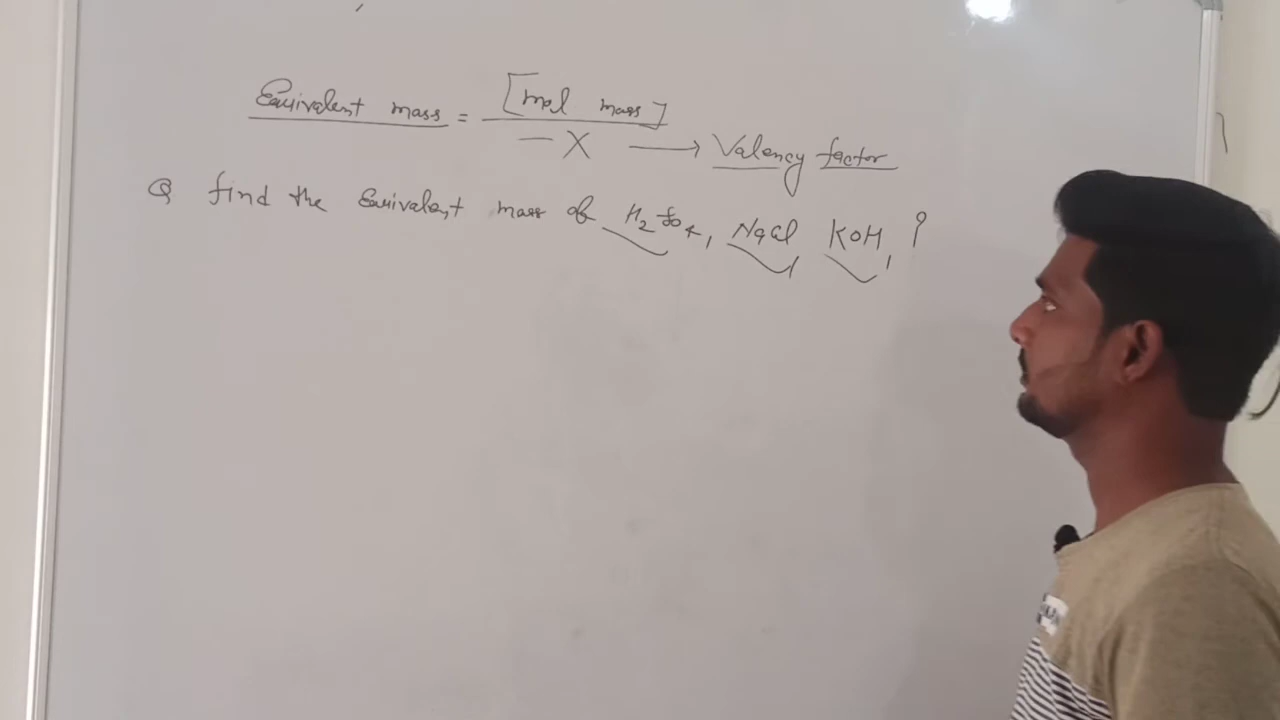 Equivalent mass = [mol mass]
X → Valency factor
Q find the Equivalent mass of H2SO4, NaCl, KOH, ?